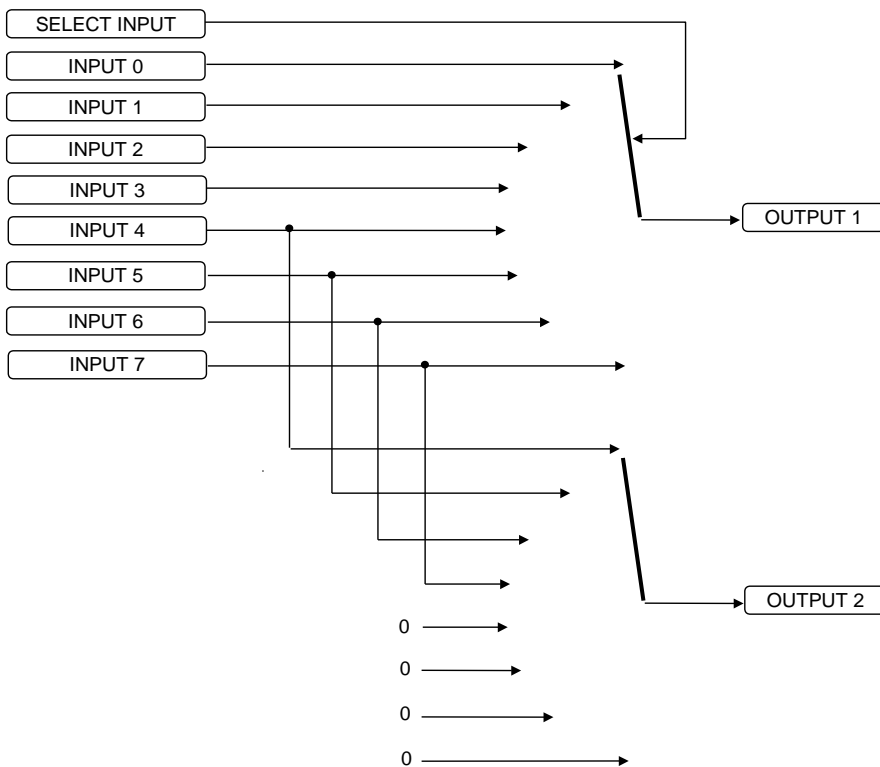 SELECT INPUT
INPUT 0
INPUT 1
INPUT 2
INPUT 3
INPUT 4
INPUT 5
INPUT 6
INPUT 7
OUTPUT 1
OUTPUT 2
0
0
0
0